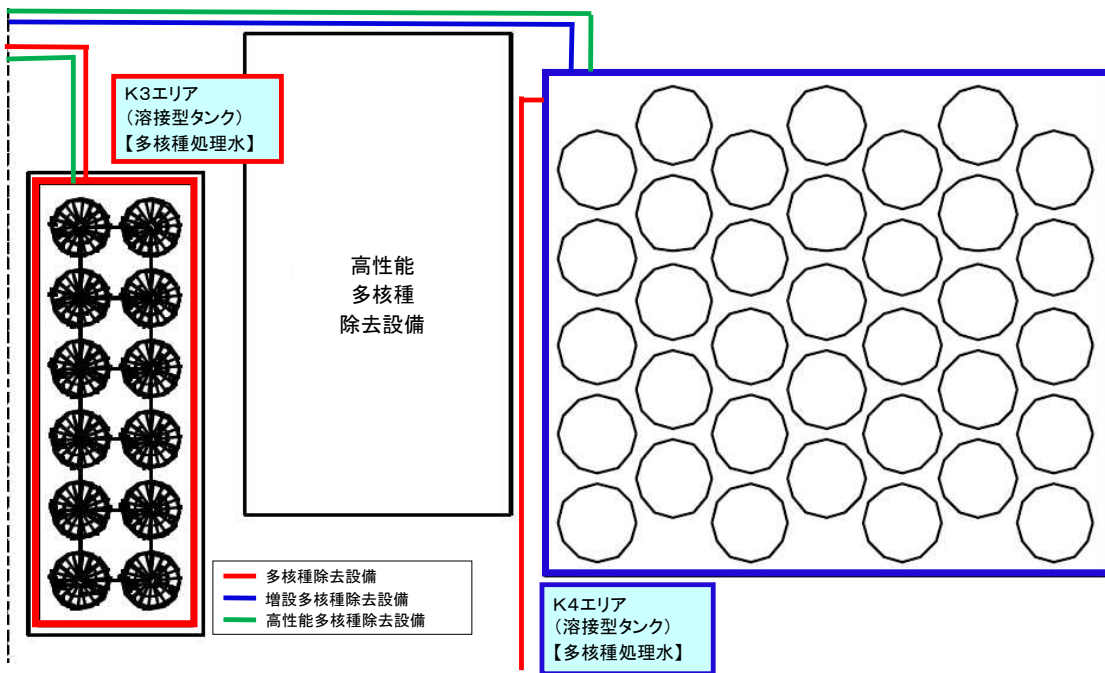 K3エリア
(溶接型タンク)
【多核種処理水】
高性能
多核種
除去設備
多核種除去設備
増設多核種除去設備
高性能多核種除去設備
K4エリア
(溶接型タンク)
【多核種処理水】